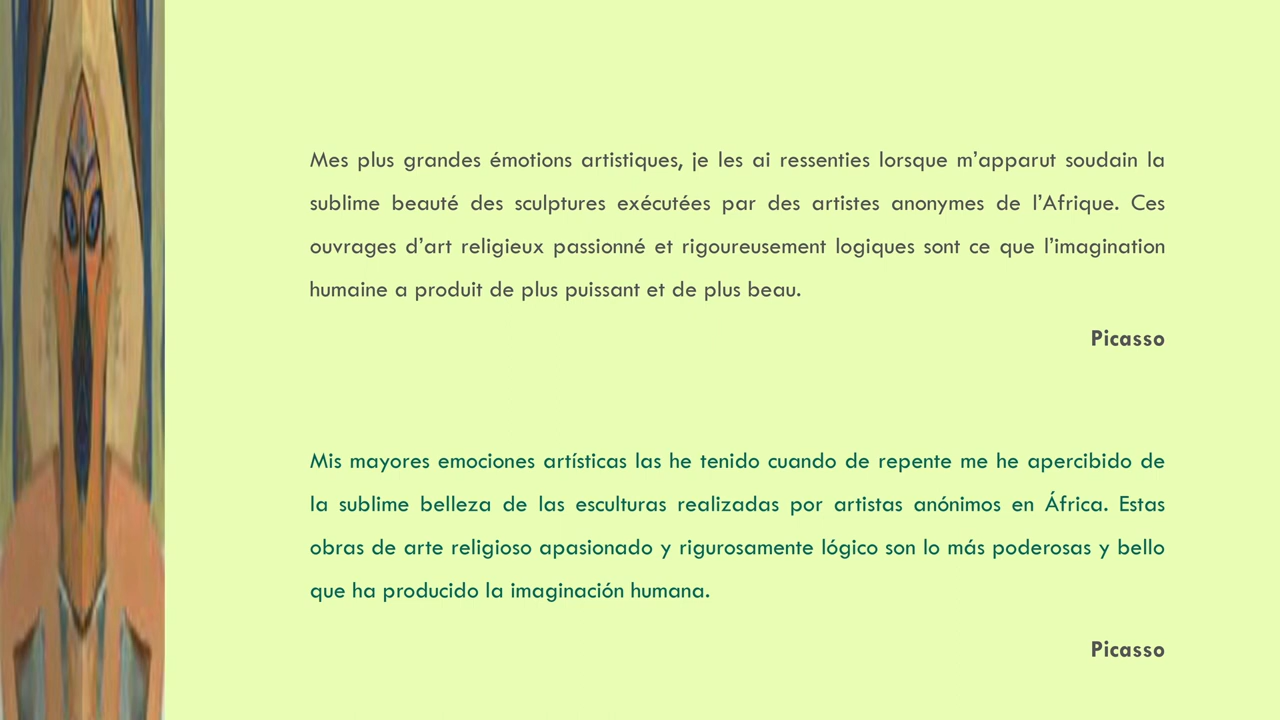 Mes plus grandes émotions artistiques, je les ai ressenties lorsque m’apparut soudain la
sublime beauté des sculptures exécutées par des artistes anonymes de l’Afrique. Ces
ouvrages d’art religieux passionné et rigoureusement logiques sont ce que l’imagination
humaine a produit de plus puissant et de plus beau.
Picasso
Mis mayores emociones artísticas las he tenido cuando de repente me he apercibido de
la sublime belleza de las esculturas realizadas por artistas anónimos en África. Estas
obras de arte religioso apasionado y rigurosamente lógico son lo más poderosas y bello
que ha producido la imaginación humana.
Picasso